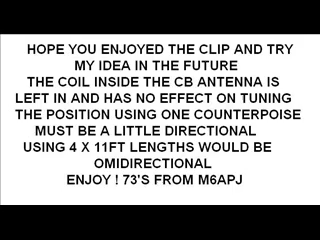 HOPE YOU ENJOYED THE CLIP AND TRY
MY IDEA IN THE FUTURE
THE COIL INSIDE THE CB ANTENNA IS
LEFT IN AND HAS NO EFFECT ON TUNING
THE POSITION USING ONE COUNTERPOISE
MUST BE A LITTLE DIRECTIONAL
USING 4 X 11FT LENGTHS WOULD BE
OMIDIRECTIONAL
ENJOY ! 73'S FROM M6APJ